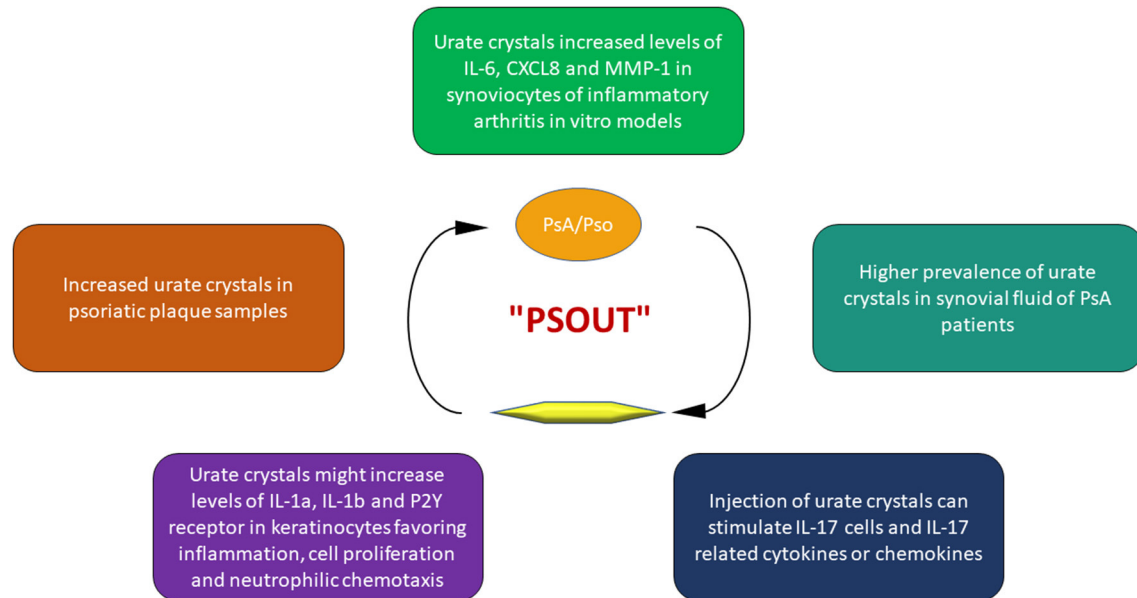 Urate crystals increased levels of
IL-6, CXCL8 and MMP-1 in
synoviocytes of inflammatory
arthritis in vitro models
PsA/Pso
Increased urate crystals in
psoriatic plaque samples
"PSOUT"
Higher prevalence of urate
crystals in synovial fluid of PsA
patients
Urate crystals might increase
levels of IL-1a, IL-1b and P2Y
receptor in keratinocytes favoring
inflammation, cell proliferation
and neutrophilic chemotaxis
Injection of urate crystals can
stimulate IL-17 cells and IL-17
related cytokines or chemokines